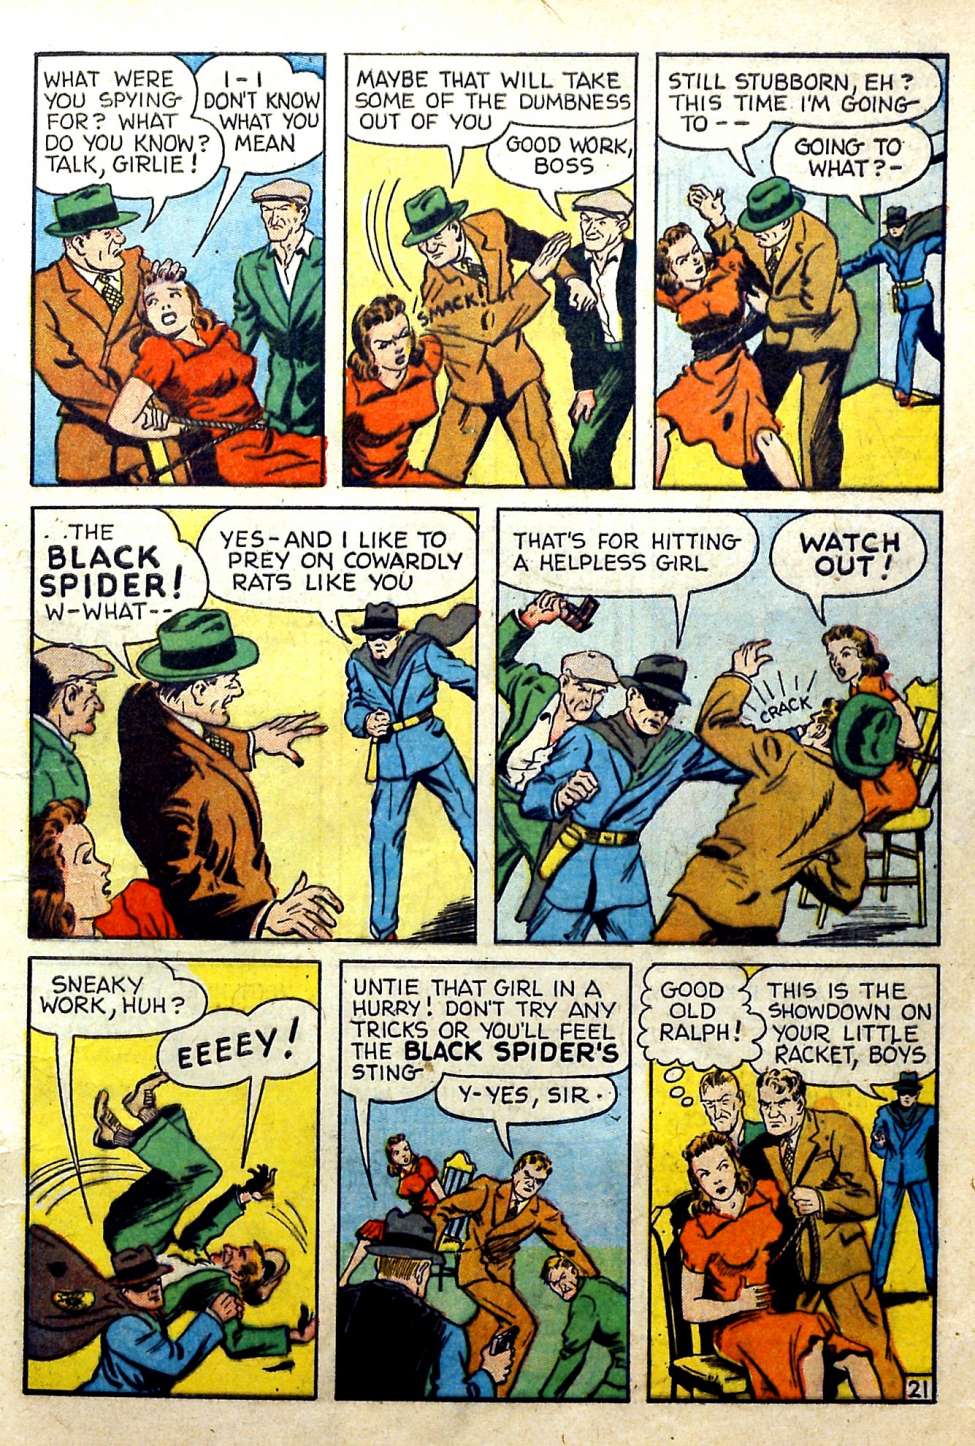 WHAT WERE
YOU SPYING
FOR? WHAT
DO YOU KNOW?
TALK, GIRLIE!
I-I
DON'T KNOW
WHAT YOU
MEAN
MAYBE THAT WILL TAKE
SOME OF THE DUMBNESS
OUT OF YOU
GOOD WORK,
BOSS
SMACK!
STILL STUBBORN, EH?
THIS TIME I'M GOING
TO --
GOING TO
WHAT?-
..THE
BLACK
SPIDER!
W-WHAT--
YES-AND I LIKE TO
PREY ON COWARDLY
RATS LIKE YOU
THAT'S FOR HITTING
A HELPLESS GIRL
WATCH
OUT!
CRACK
SNEAKY
WORK, HUH?
EEEEY!
UNTIE THAT GIRL IN A
HURRY! DON'T TRY ANY
TRICKS OR YOU'LL FEEL
THE BLACK SPIDER'S
STING
Y-YES, SIR.
GOOD
OLD
RALPH!
THIS IS THE
SHOWDOWN ON
YOUR LITTLE
RACKET, BOYS
21